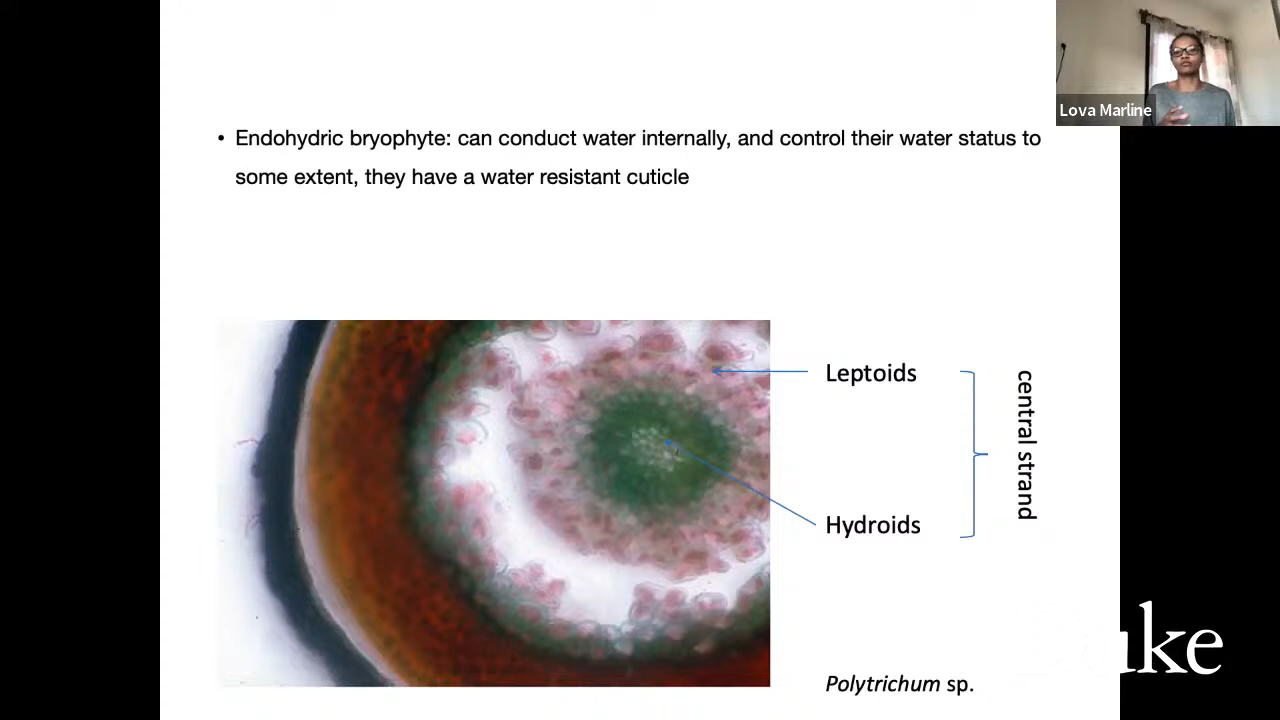 Lova Marline
• Endohydric bryophyte: can conduct water internally, and control their water status to
some extent, they have a water resistant cuticle
Leptoids
central strand
Hydroids
uke
Polytrichum sp.